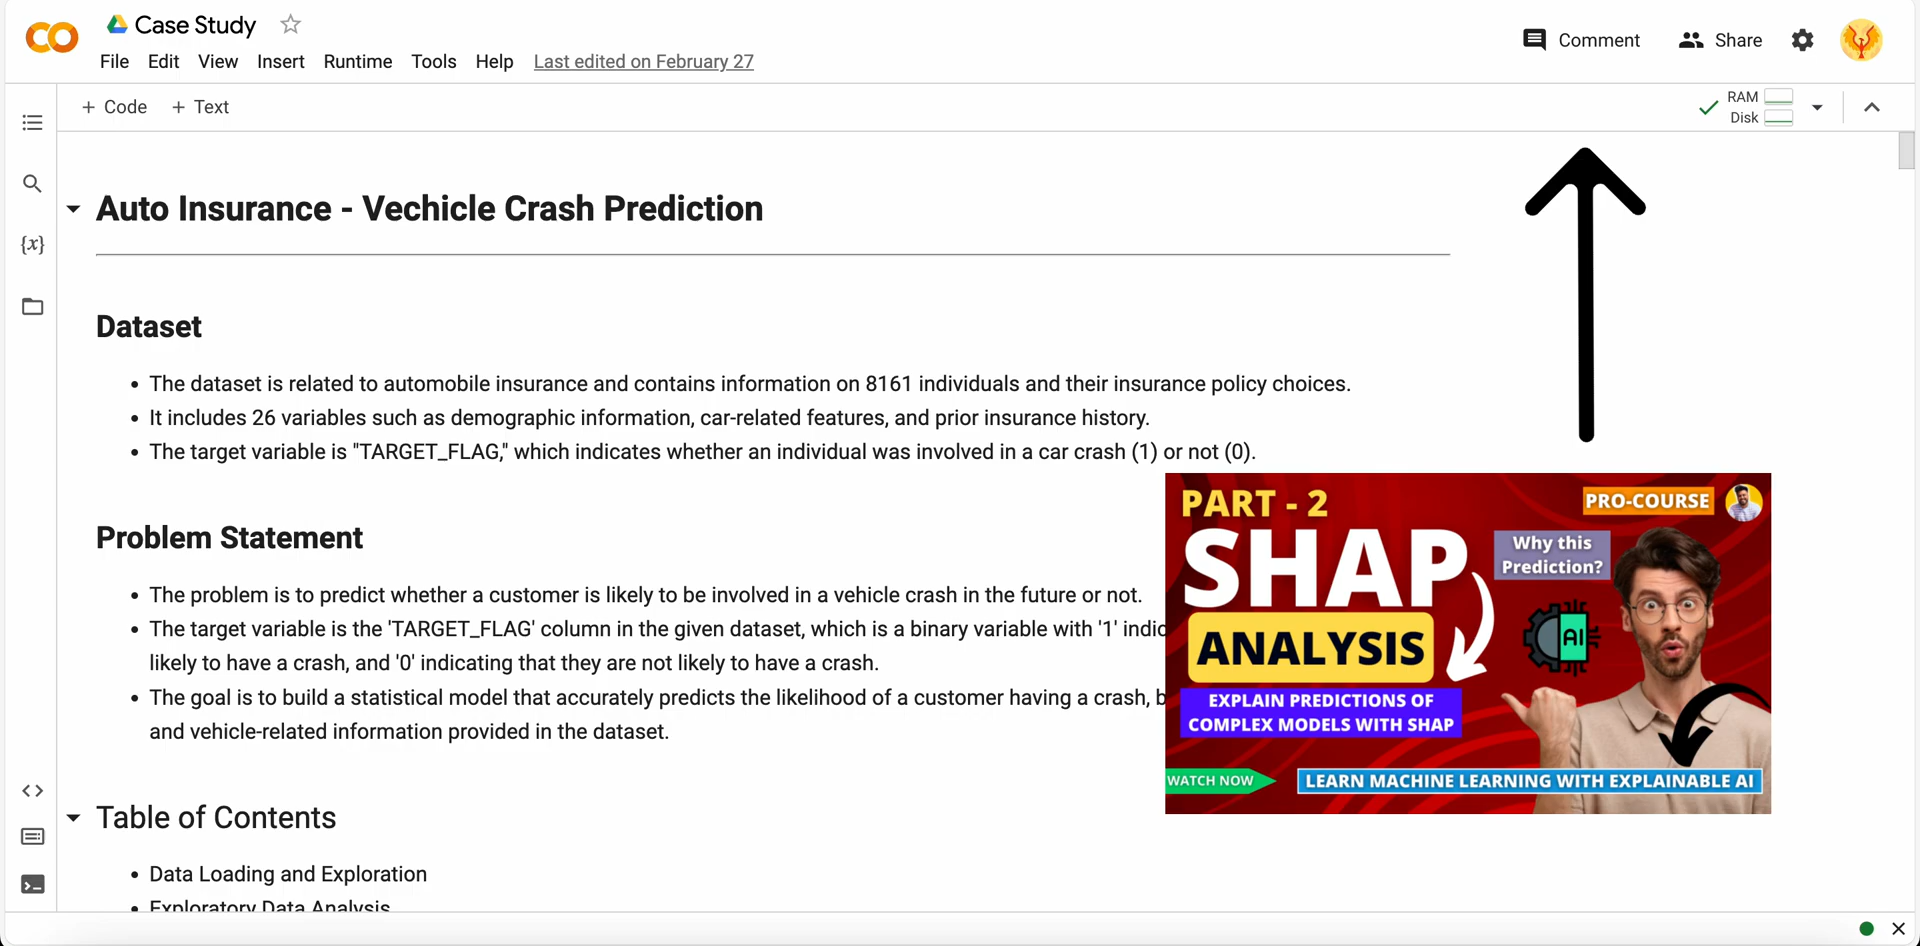 Case Study
File Edit View Insert Runtime Tools Help Last edited on February 27
Comment Share
+ Code + Text
RAM
Disk
{x}
Auto Insurance - Vechicle Crash Prediction
Dataset
• The dataset is related to automobile insurance and contains information on 8161 individuals and their insurance policy choices.
• It includes 26 variables such as demographic information, car-related features, and prior insurance history.
• The target variable is "TARGET_FLAG," which indicates whether an individual was involved in a car crash (1) or not (0).
Problem Statement
• The problem is to predict whether a customer is likely to be involved in a vehicle crash in the future or not.
• The target variable is the 'TARGET_FLAG' column in the given dataset, which is a binary variable with '1' indic
likely to have a crash, and '0' indicating that they are not likely to have a crash.
• The goal is to build a statistical model that accurately predicts the likelihood of a customer having a crash, b
and vehicle-related information provided in the dataset.
Table of Contents
• Data Loading and Exploration
• Exploratory Data Analysis
PART - 2
PRO-COURSE
SHAP
Why this
Prediction?
ANALYSIS
AI
EXPLAIN PREDICTIONS OF
COMPLEX MODELS WITH SHAP
WATCH NOW
LEARN MACHINE LEARNING WITH EXPLAINABLE AI